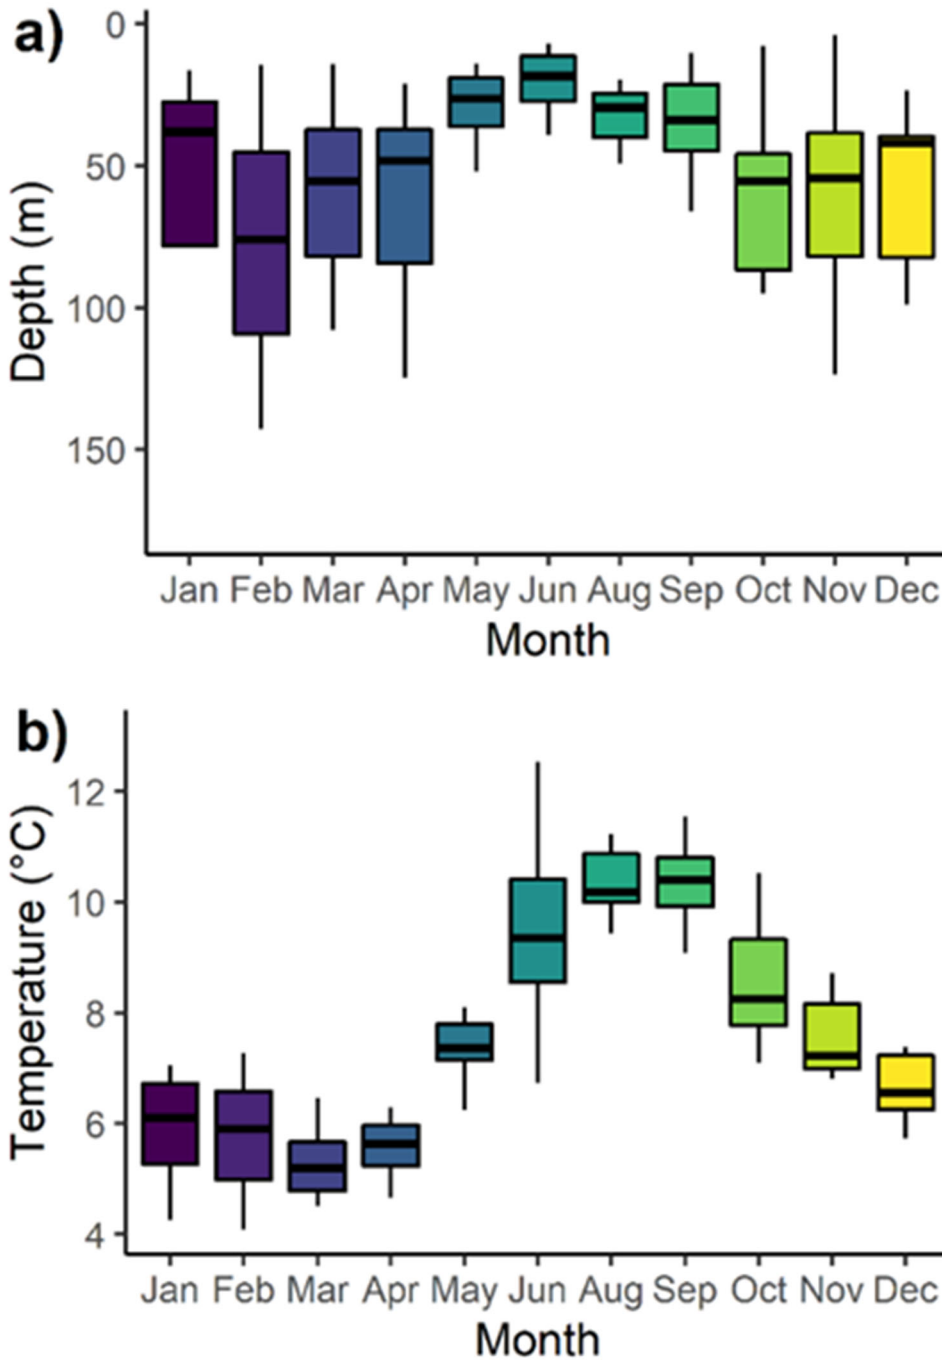 a)
Depth (m)
0
50
100
150
Jan Feb Mar Apr May Jun Aug Sep Oct Nov Dec
Month
b)
Temperature (°C)
12
10
8
6
4
Jan Feb Mar Apr May Jun Aug Sep Oct Nov Dec
Month